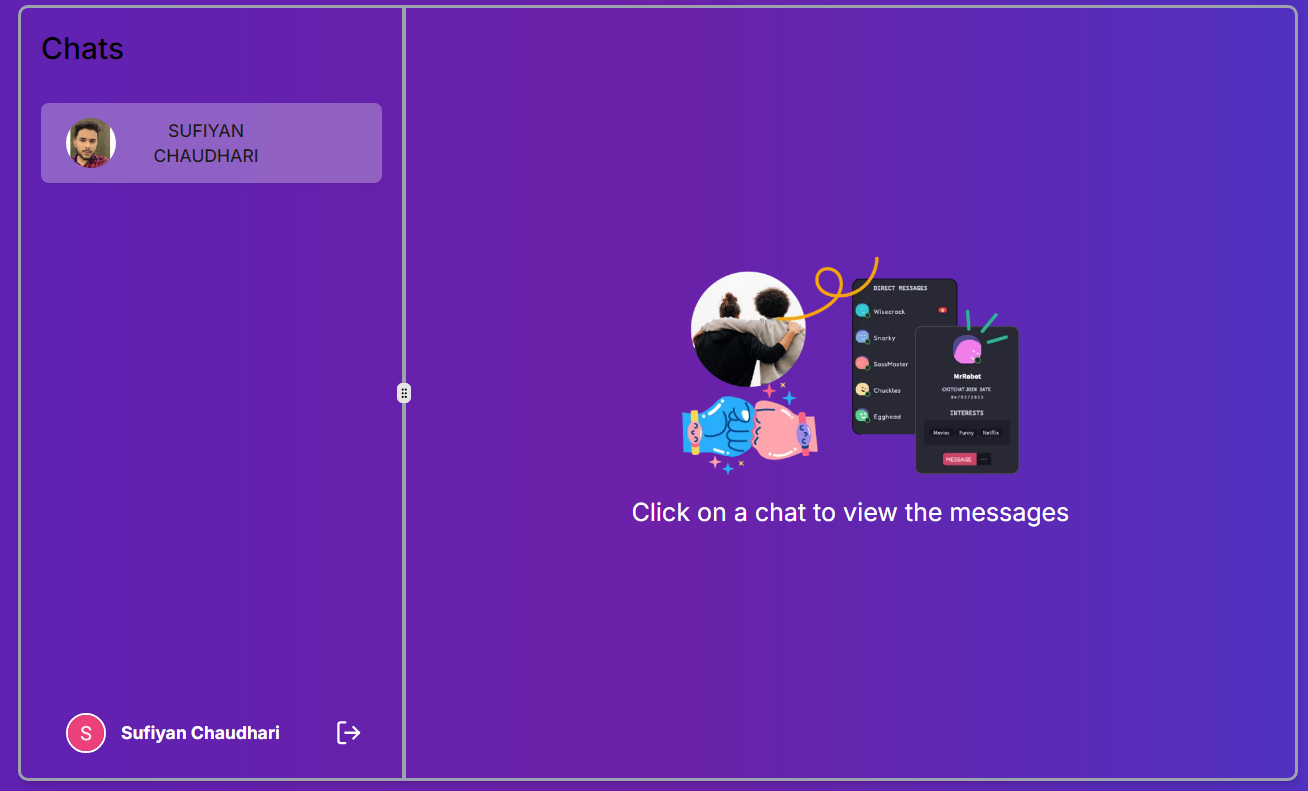 Chats
SUFIYAN
CHAUDHARI
DIRECT MESSAGES
Wisecrack
Snarky
SassMaster
Chuckles
Egghead
MrRobot
CHITCHAT JOIN DATE
INTERESTS
Movies Funny Netflix
MESSAGE
Click on a chat to view the messages
S Sufiyan Chaudhari